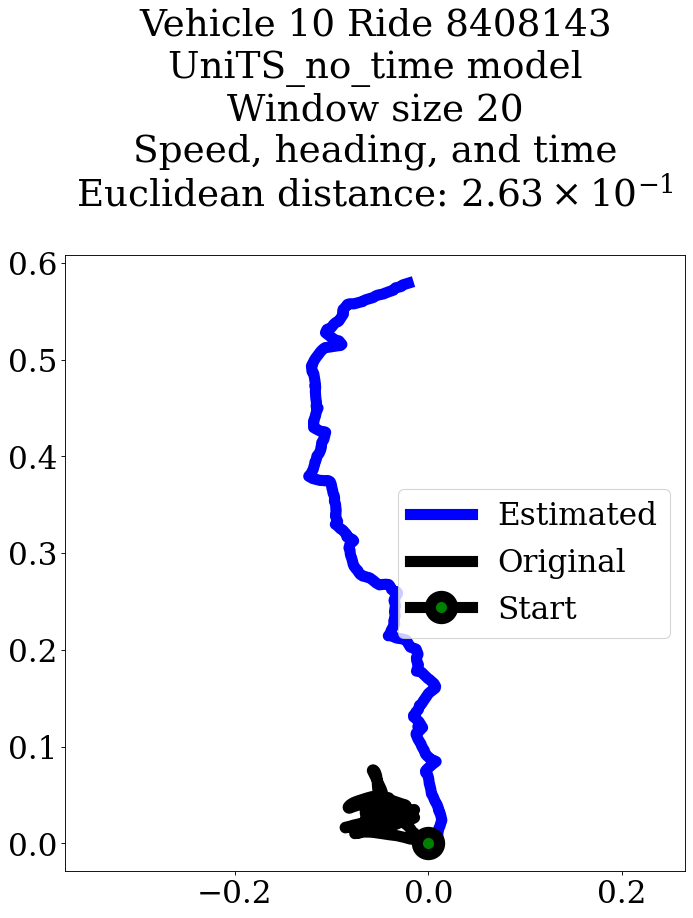 Vehicle 10 Ride 8408143
UniTS_no_time model
Window size 20
Speed, heading, and time
Euclidean distance: 2.63 × 10⁻¹
0.6
0.5
0.4
0.3
0.2
0.1
0.0
Estimated
Original
Start
−0.2 0.0 0.2